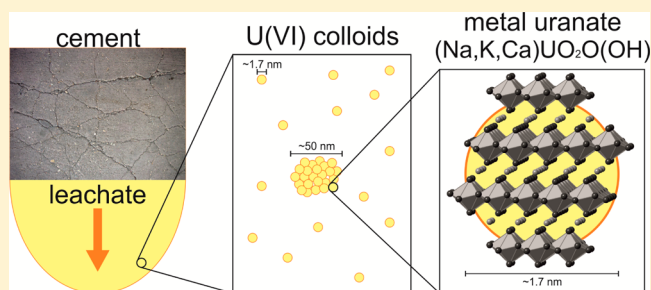 cement
leachate
U(VI) colloids
~1.7 nm
~50 nm
metal uranate
(Na,K,Ca)UO₂O(OH)
~1.7 nm